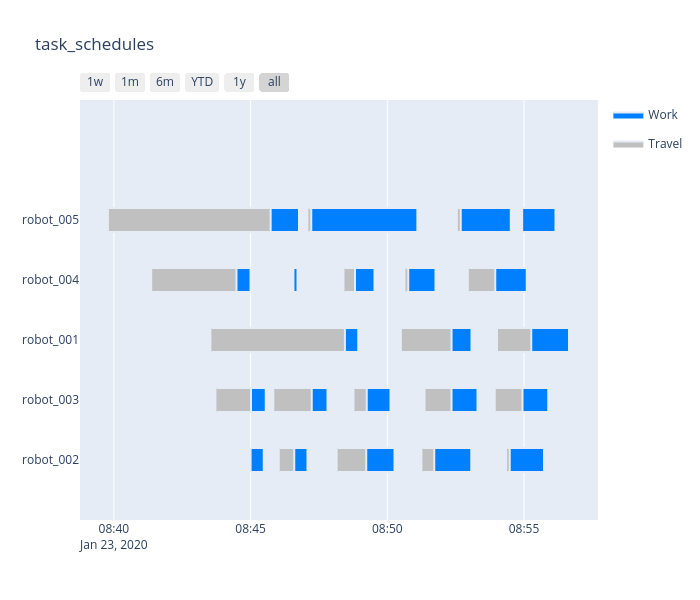 task_schedules
1w 1m 6m YTD 1y all
Work
Travel
robot_005
robot_004
robot_001
robot_003
robot_002
08:40 08:45 08:50 08:55
Jan 23, 2020